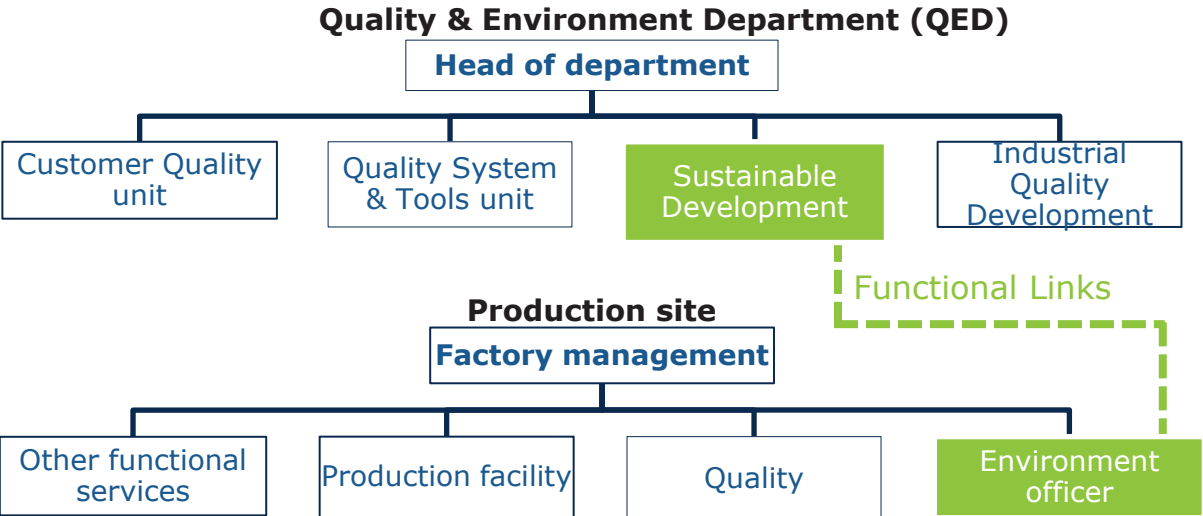 Quality & Environment Department (QED)
Head of department
Customer Quality
unit
Quality System
& Tools unit
Sustainable
Development
Industrial
Quality
Development
Functional Links
Production site
Factory management
Other functional
services
Production facility
Quality
Environment
officer